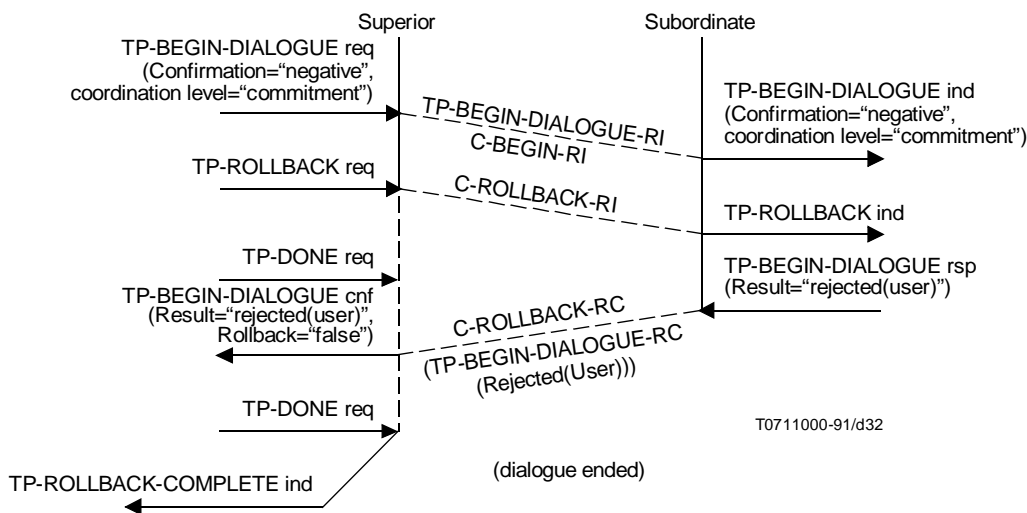 Superior
Subordinate
TP-BEGIN-DIALOGUE req
(Confirmation=“negative”,
coordination level=“commitment”)
TP-BEGIN-DIALOGUE-RI
C-BEGIN-RI
TP-BEGIN-DIALOGUE ind
(Confirmation=“negative”,
coordination level=“commitment”)
TP-ROLLBACK req
C-ROLLBACK-RI
TP-ROLLBACK ind
TP-DONE req
TP-BEGIN-DIALOGUE rsp
(Result=“rejected(user)”)
TP-BEGIN-DIALOGUE cnf
(Result=“rejected(user)”,
Rollback=“false”)
C-ROLLBACK-RC
(TP-BEGIN-DIALOGUE-RC
(Rejected(User)))
TP-DONE req
T0711000-91/d32
(dialogue ended)
TP-ROLLBACK-COMPLETE ind